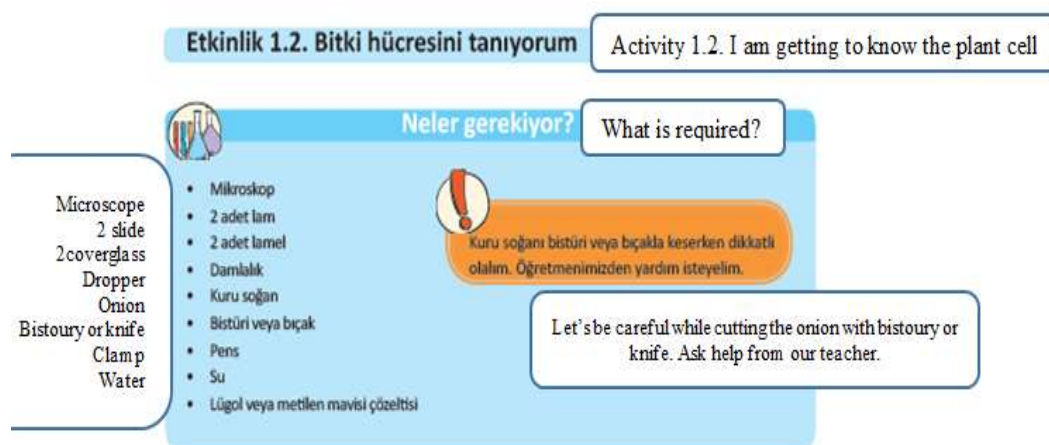 Etkinlik 1.2. Bitki hücresini tanıyorum
Activity 1.2. I am getting to know the plant cell
Neler gerekiyor?
What is required?
Microscope
2 slide
2coverglass
Dropper
Onion
Bistoury or knife
Clamp
Water
• Mikroskop
• 2 adet lam
• 2 adet lamel
• Damlalık
• Kuru soğan
• Bistüri veya bıçak
• Pens
• Su
• Lügol veya metilen mavisi çözeltisi
Kuru soğanı bistüri veya bıçakla keserken dikkatli
olalım. Öğretmenimizden yardım isteyelim.
Let's be careful while cutting the onion with bistoury or
knife. Ask help from our teacher.